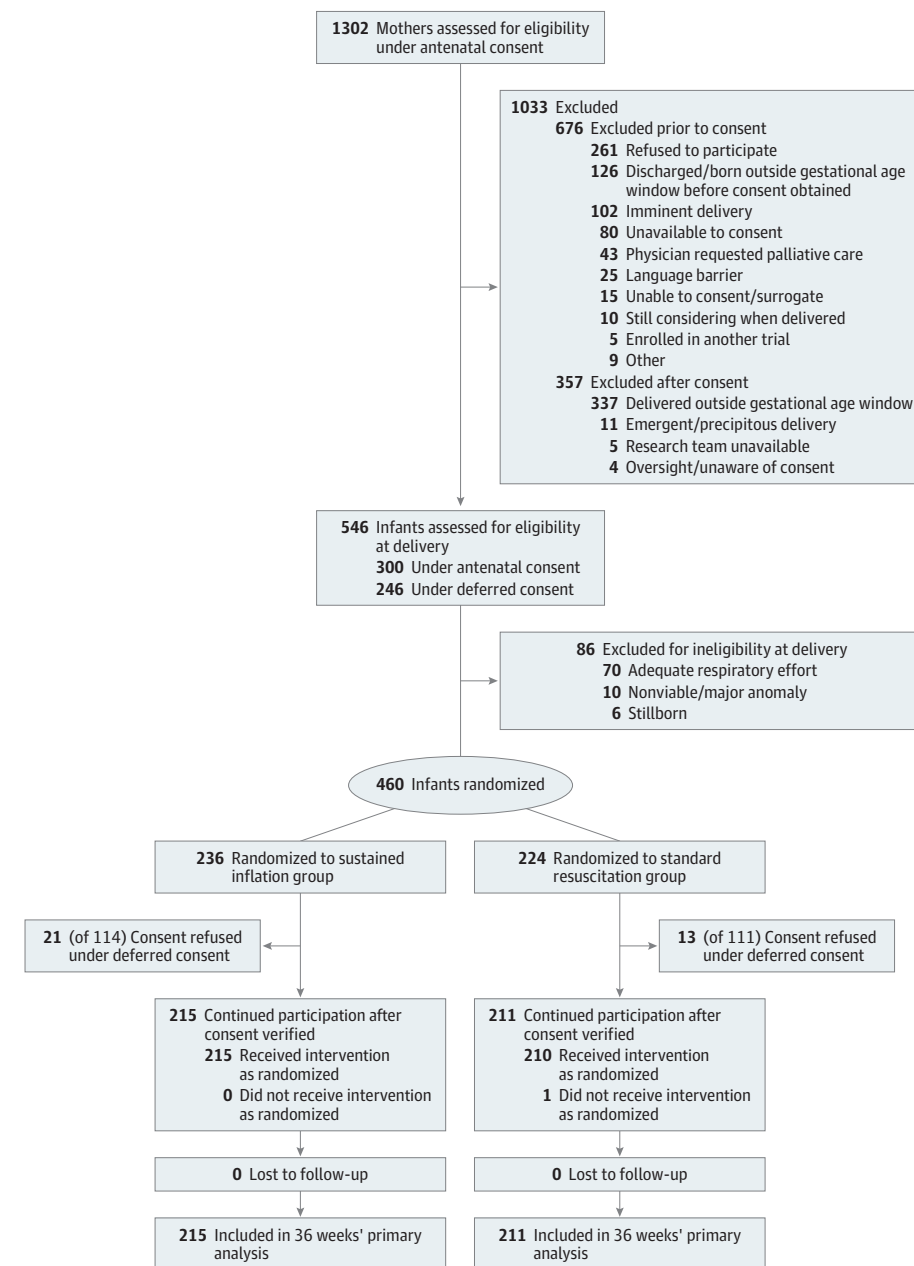 1302 Mothers assessed for eligibility
under antenatal consent
1033 Excluded
676 Excluded prior to consent
261 Refused to participate
126 Discharged/born outside gestational age
window before consent obtained
102 Imminent delivery
80 Unavailable to consent
43 Physician requested palliative care
25 Language barrier
15 Unable to consent/surrogate
10 Still considering when delivered
5 Enrolled in another trial
9 Other
357 Excluded after consent
337 Delivered outside gestational age window
11 Emergent/precipitous delivery
5 Research team unavailable
4 Oversight/unaware of consent
546 Infants assessed for eligibility
at delivery
300 Under antenatal consent
246 Under deferred consent
86 Excluded for ineligibility at delivery
70 Adequate respiratory effort
10 Nonviable/major anomaly
6 Stillborn
460 Infants randomized
236 Randomized to sustained
inflation group
224 Randomized to standard
resuscitation group
21 (of 114) Consent refused
under deferred consent
13 (of 111) Consent refused
under deferred consent
215 Continued participation after
consent verified
215 Received intervention
as randomized
0 Did not receive intervention
as randomized
211 Continued participation after
consent verified
210 Received intervention
as randomized
1 Did not receive intervention
as randomized
0 Lost to follow-up
0 Lost to follow-up
215 Included in 36 weeks' primary
analysis
211 Included in 36 weeks' primary
analysis